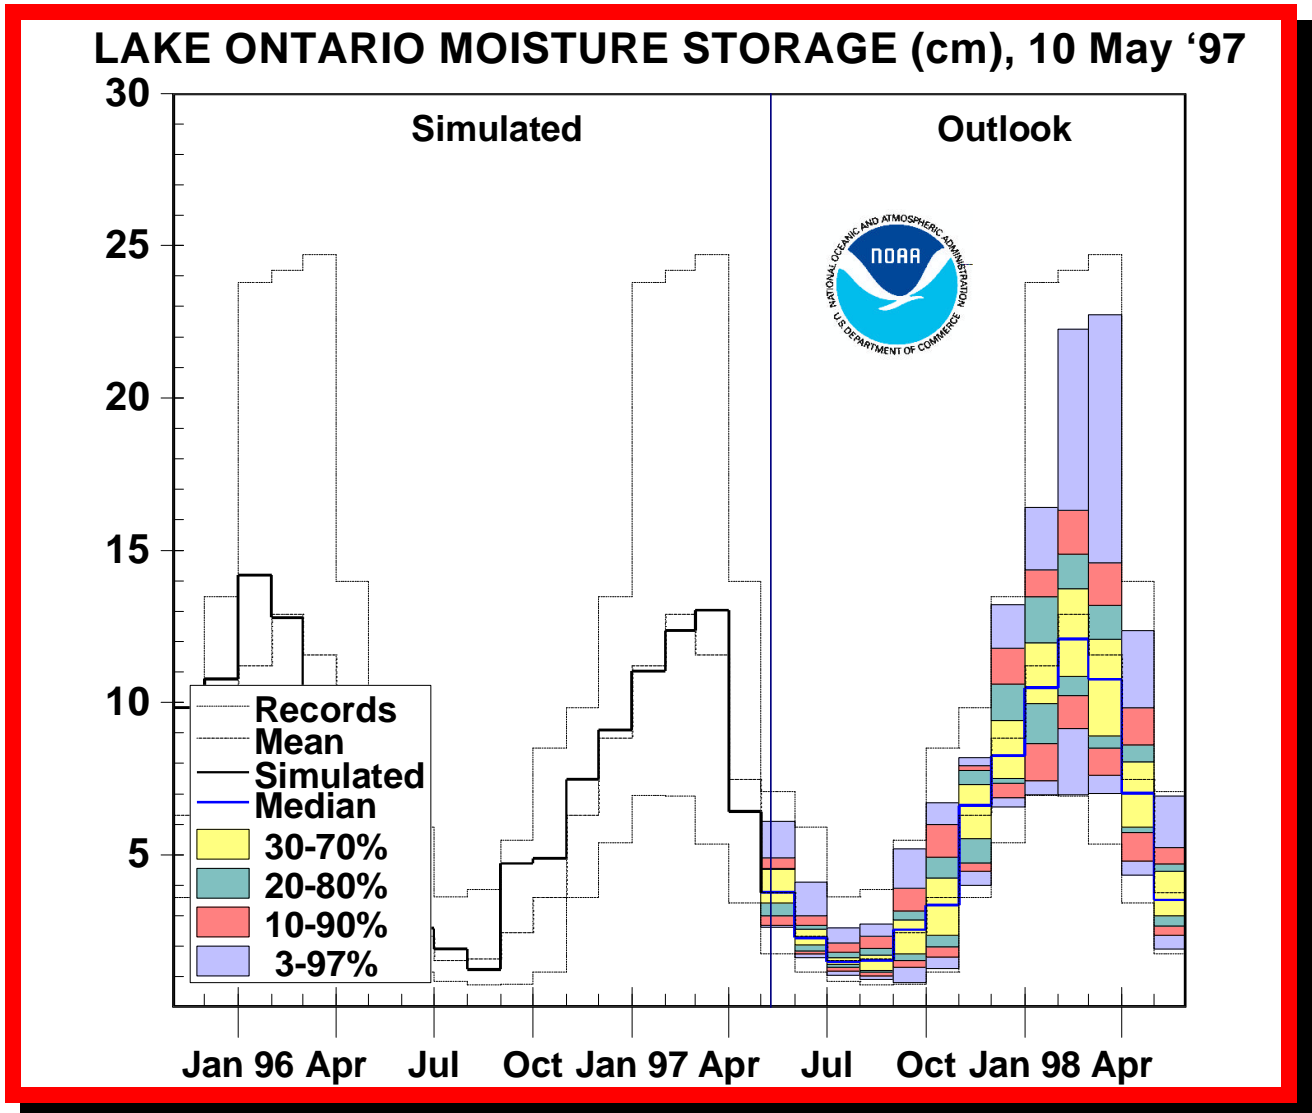 LAKE ONTARIO MOISTURE STORAGE (cm), 10 May ‘97
30
Simulated
Outlook
25
NATIONAL OCEANIC AND ATMOSPHERIC ADMINISTRATION
NOAA
U.S. DEPARTMENT OF COMMERCE
20
15
10
Records
Mean
Simulated
Median
5
30-70%
20-80%
10-90%
3-97%
Jan 96 Apr Jul Oct Jan 97 Apr Jul Oct Jan 98 Apr